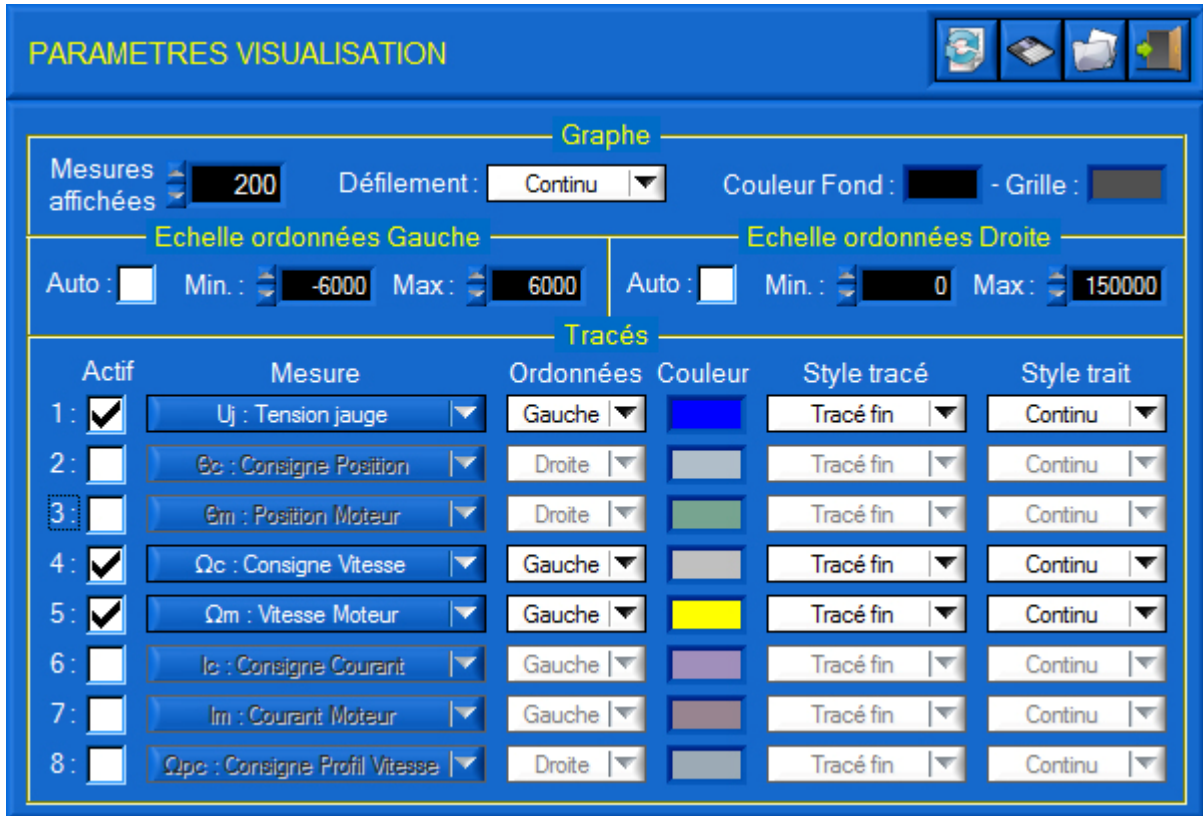 PARAMETRES VISUALISATION
Graphe
Mesures affichées 200 Défilement : Continu Couleur Fond : - Grille :
Echelle ordonnées Gauche Echelle ordonnées Droite
Auto : Min. : -6000 Max : 6000 Auto : Min. : 0 Max : 150000
Tracés
Actif Mesure Ordonnées Couleur Style tracé Style trait
1 : Uj : Tension jauge Gauche Tracé fin Continu
2 : Θc : Consigne Position Droite Tracé fin Continu
3 : Θm : Position Moteur Droite Tracé fin Continu
4 : Ωc : Consigne Vitesse Gauche Tracé fin Continu
5 : Ωm : Vitesse Moteur Gauche Tracé fin Continu
6 : Ic : Consigne Courant Gauche Tracé fin Continu
7 : Im : Courant Moteur Gauche Tracé fin Continu
8 : Ωpc : Consigne Profil Vitesse Droite Tracé fin Continu